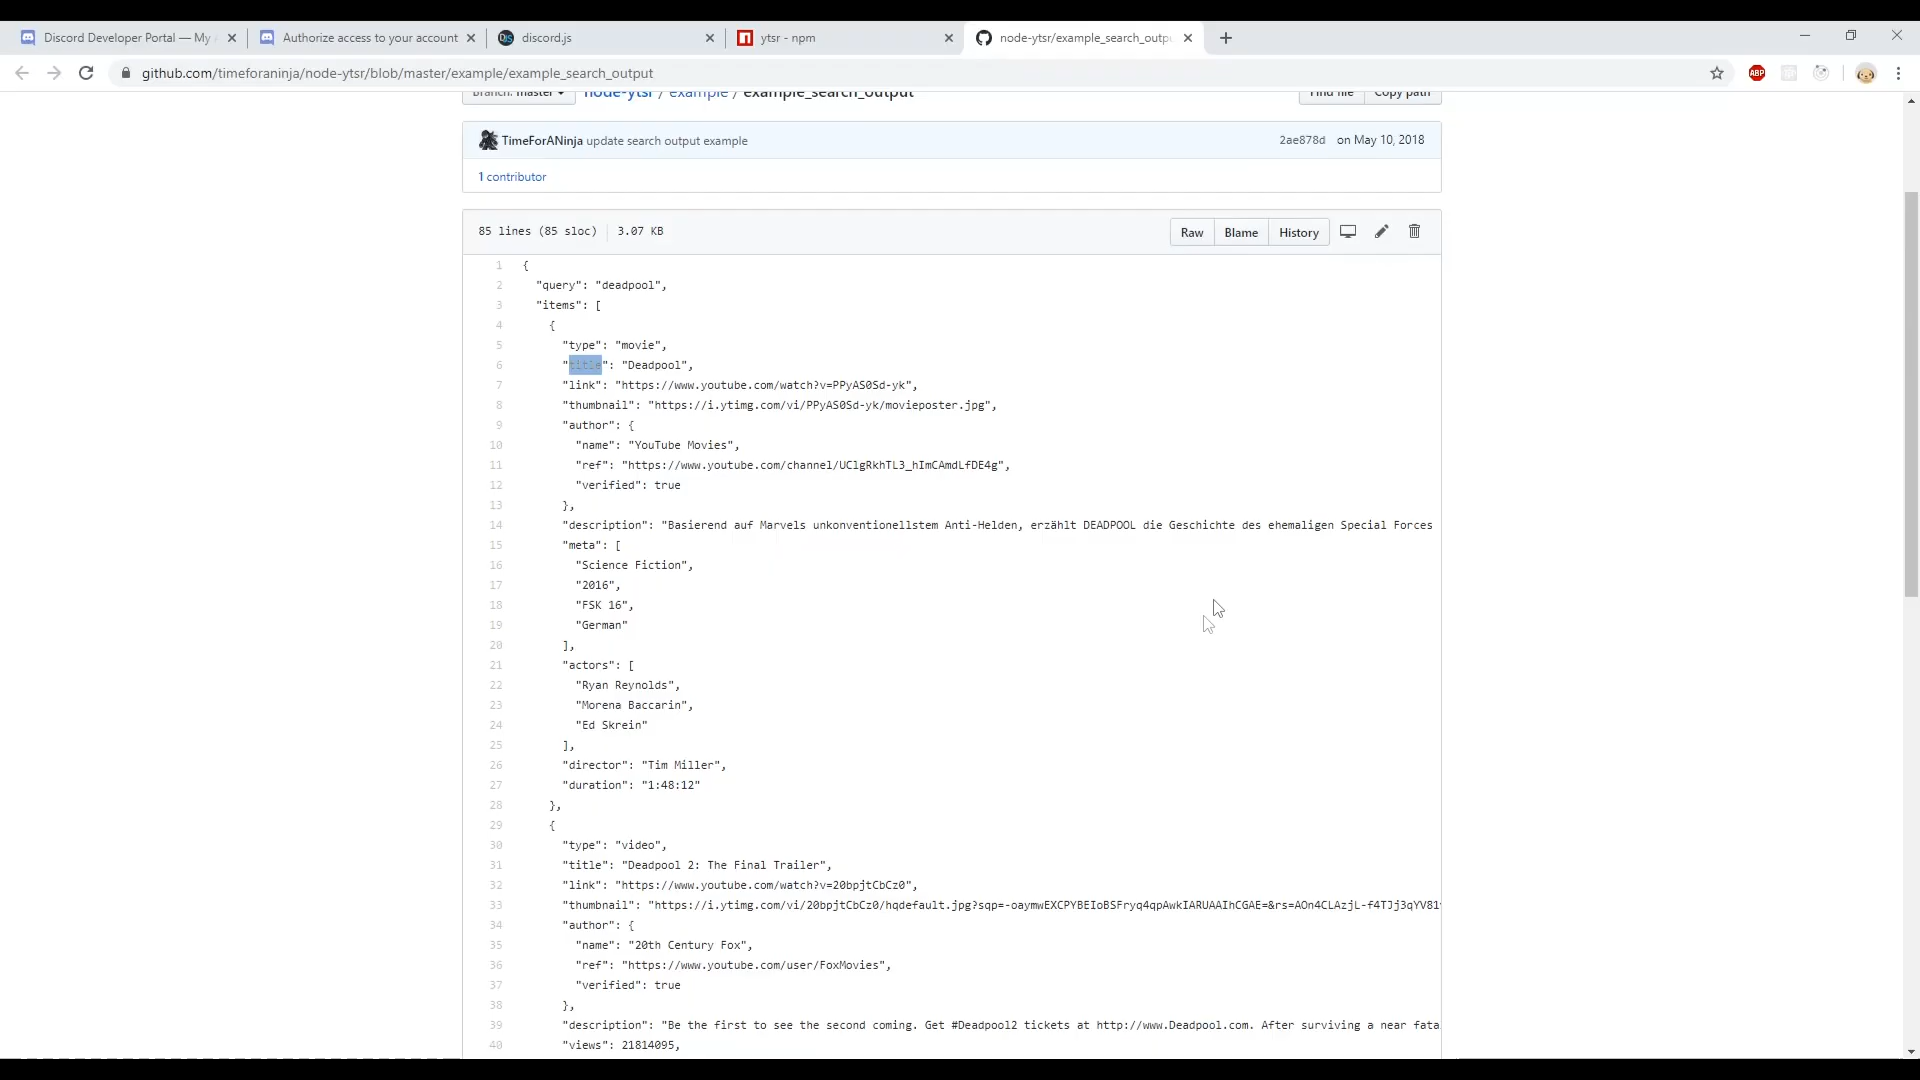 Discord Developer Portal — My A
Authorize access to your account
discord.js
ytsr - npm
node-ytsr/example_search_outpu
github.com/timeforaninja/node-ytsr/blob/master/example/example_search_output
ABP
Branch: master
node-ytsr / example / example_search_output
Find file
Copy path
TimeForANinja update search output example
2ae878d on May 10, 2018
1 contributor
85 lines (85 sloc) 3.07 KB
Raw
Blame
History
1 {
2 "query": "deadpool",
3 "items": [
4 {
5 "type": "movie",
6 "title": "Deadpool",
7 "link": "https://www.youtube.com/watch?v=PPyAS0Sd-yk",
8 "thumbnail": "https://i.ytimg.com/vi/PPyAS0Sd-yk/movieposter.jpg",
9 "author": {
10 "name": "YouTube Movies",
11 "ref": "https://www.youtube.com/channel/UClgRkhTL3_hImCAmdLfDE4g",
12 "verified": true
13 },
14 "description": "Basierend auf Marvels unkonventionellstem Anti-Helden, erzählt DEADPOOL die Geschichte des ehemaligen Special Forces
15 "meta": [
16 "Science Fiction",
17 "2016",
18 "FSK 16",
19 "German"
20 ],
21 "actors": [
22 "Ryan Reynolds",
23 "Morena Baccarin",
24 "Ed Skrein"
25 ],
26 "director": "Tim Miller",
27 "duration": "1:48:12"
28 },
29 {
30 "type": "video",
31 "title": "Deadpool 2: The Final Trailer",
32 "link": "https://www.youtube.com/watch?v=20bpjtCbCz0",
33 "thumbnail": "https://i.ytimg.com/vi/20bpjtCbCz0/hqdefault.jpg?sqp=-oaymwEXCPYBEIoBSFryq4qpAwkIARUAAIhCGAE=&rs=AOn4CLAzjL-f4TJj3qYV81
34 "author": {
35 "name": "20th Century Fox",
36 "ref": "https://www.youtube.com/user/FoxMovies",
37 "verified": true
38 },
39 "description": "Be the first to see the second coming. Get #Deadpool2 tickets at http://www.Deadpool.com. After surviving a near fata
40 "views": 21814095,